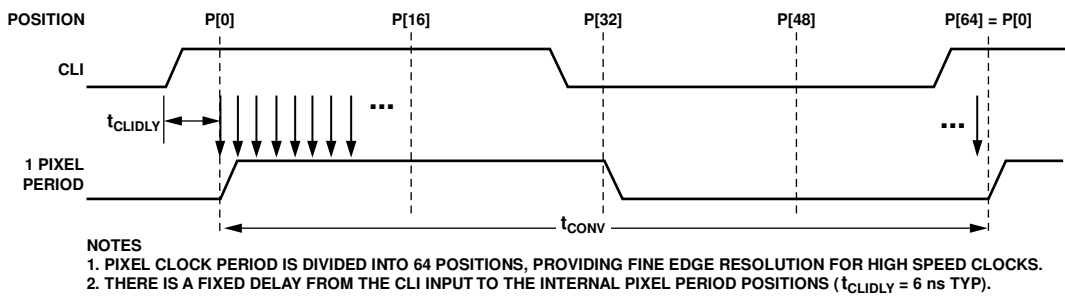 POSITION P[0] P[16] P[32] P[48] P[64] = P[0]
CLI
tCLIDLY
...
...
1 PIXEL
PERIOD
tCONV
NOTES
1. PIXEL CLOCK PERIOD IS DIVIDED INTO 64 POSITIONS, PROVIDING FINE EDGE RESOLUTION FOR HIGH SPEED CLOCKS.
2. THERE IS A FIXED DELAY FROM THE CLI INPUT TO THE INTERNAL PIXEL PERIOD POSITIONS (tCLIDLY = 6 ns TYP).